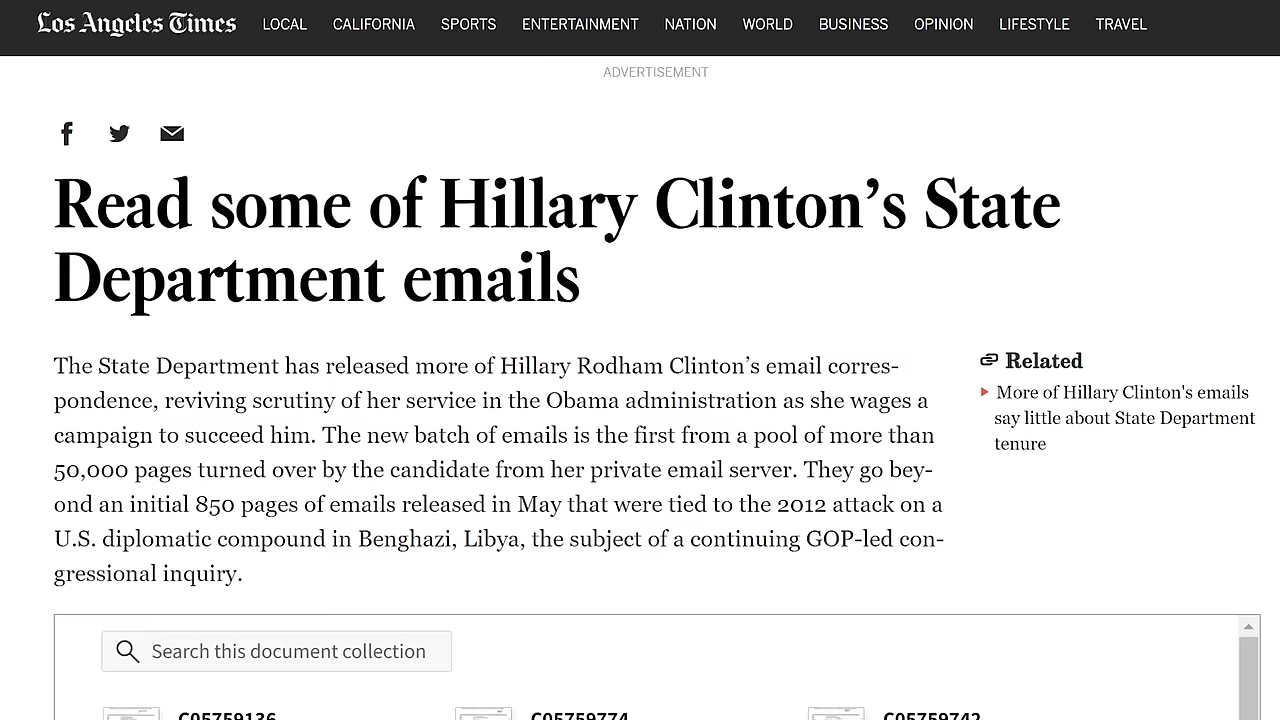 Los Angeles Times LOCAL CALIFORNIA SPORTS ENTERTAINMENT NATION WORLD BUSINESS OPINION LIFESTYLE TRAVEL
ADVERTISEMENT
Read some of Hillary Clinton’s State
Department emails
The State Department has released more of Hillary Rodham Clinton’s email corres-
pondence, reviving scrutiny of her service in the Obama administration as she wages a
campaign to succeed him. The new batch of emails is the first from a pool of more than
50,000 pages turned over by the candidate from her private email server. They go bey-
ond an initial 850 pages of emails released in May that were tied to the 2012 attack on a
U.S. diplomatic compound in Benghazi, Libya, the subject of a continuing GOP-led con-
gressional inquiry.
Related
More of Hillary Clinton's emails
say little about State Department
tenure
Search this document collection
C05759136 C05759774 C05759742